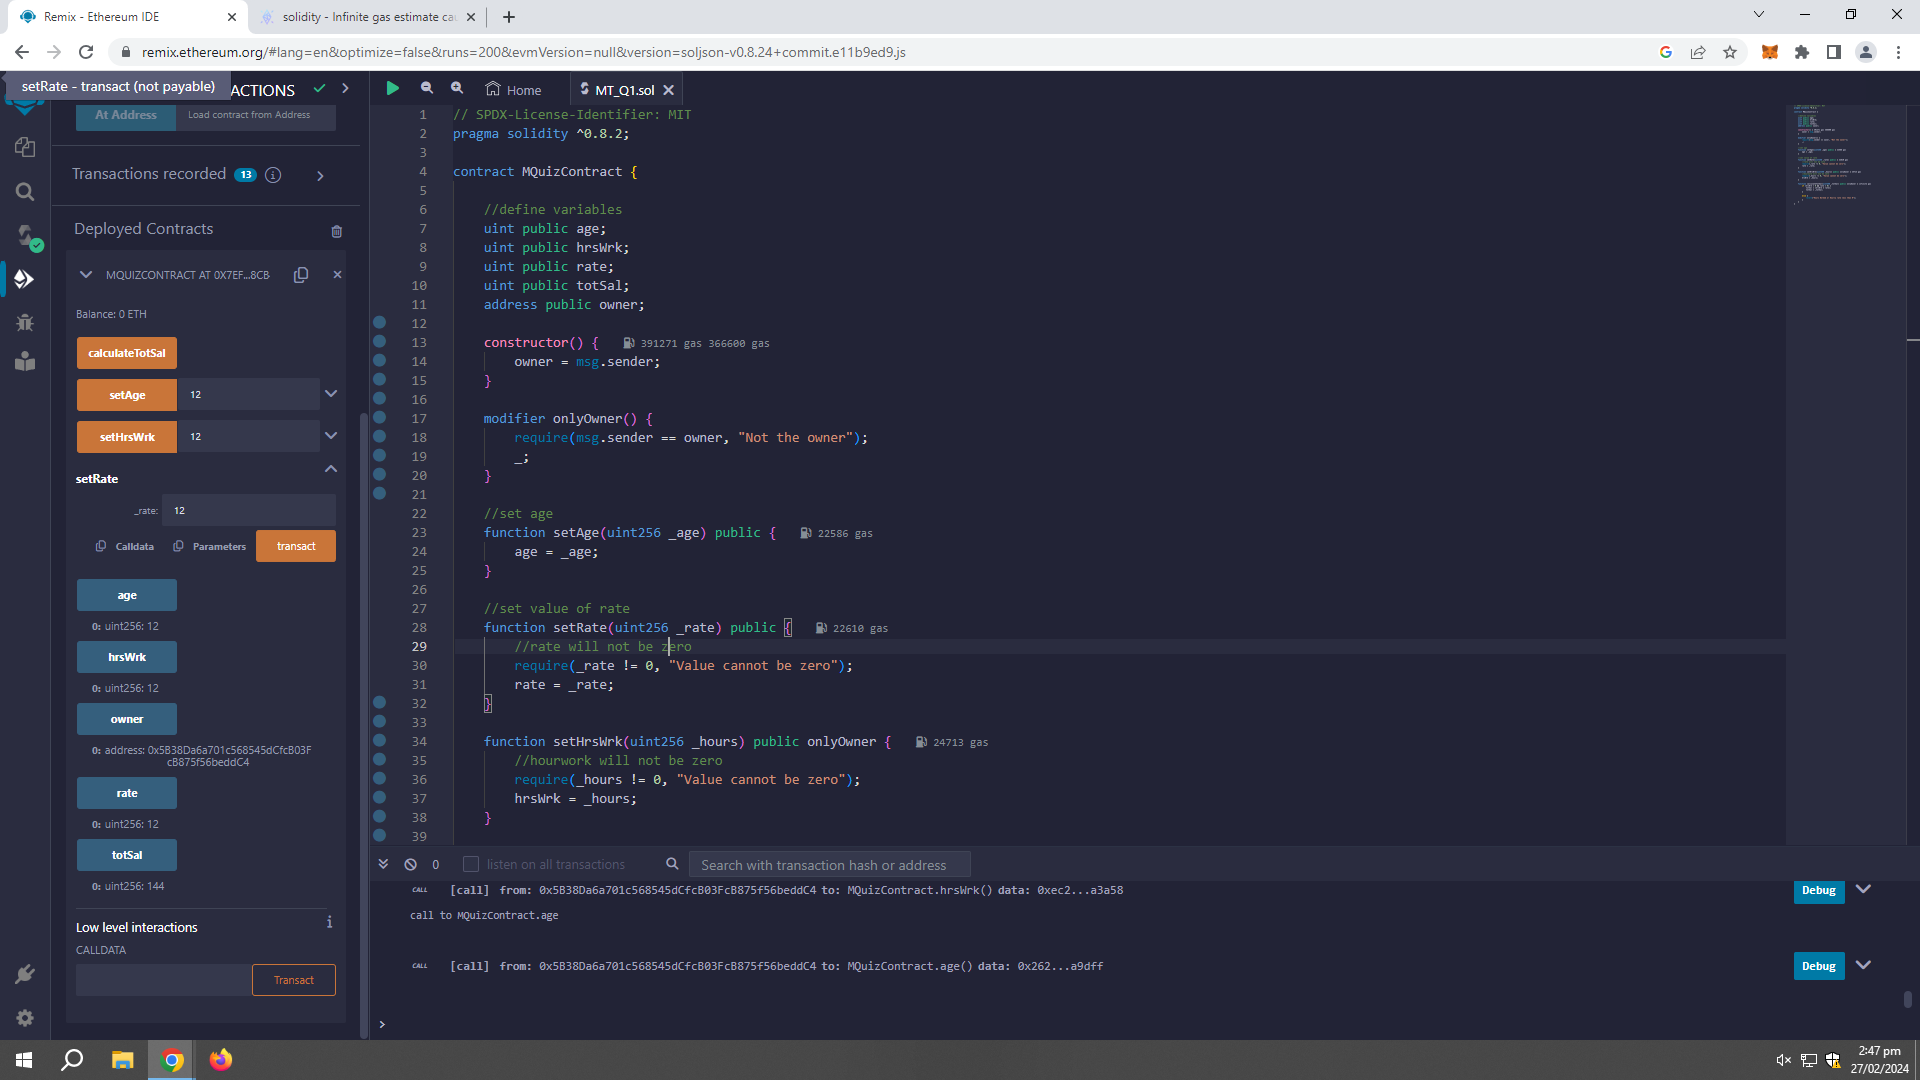 Remix - Ethereum IDE
solidity - Infinite gas estimate cau
remix.ethereum.org/#lang=en&optimize=false&runs=200&evmVersion=null&version=soljson-v0.8.24+commit.e11b9ed9.js
setRate - transact (not payable)
ACTIONS
Home
MT_Q1.sol
At Address
Load contract from Address
Transactions recorded 13
Deployed Contracts
MQUIZCONTRACT AT 0X7EF...8CB
Balance: 0 ETH
calculateTotSal
setAge
12
setHrsWrk
12
setRate
_rate:
12
Calldata
Parameters
transact
age
0: uint256: 12
hrsWrk
0: uint256: 12
owner
0: address: 0x5B38Da6a701c568545dCfcB03F
cB875f56beddC4
rate
0: uint256: 12
totSal
0: uint256: 144
Low level interactions
CALLDATA
Transact
1 // SPDX-License-Identifier: MIT
2 pragma solidity ^0.8.2;
3
4 contract MQuizContract {
5
6 //define variables
7 uint public age;
8 uint public hrsWrk;
9 uint public rate;
10 uint public totSal;
11 address public owner;
12
13 constructor() { 391271 gas 366600 gas
14 owner = msg.sender;
15 }
16
17 modifier onlyOwner() {
18 require(msg.sender == owner, "Not the owner");
19 _;
20 }
21
22 //set age
23 function setAge(uint256 _age) public { 22586 gas
24 age = _age;
25 }
26
27 //set value of rate
28 function setRate(uint256 _rate) public { 22610 gas
29 //rate will not be zero
30 require(_rate != 0, "Value cannot be zero");
31 rate = _rate;
32 }
33
34 function setHrsWrk(uint256 _hours) public onlyOwner { 24713 gas
35 //hourwork will not be zero
36 require(_hours != 0, "Value cannot be zero");
37 hrsWrk = _hours;
38 }
39
0
listen on all transactions
Search with transaction hash or address
CALL [call] from: 0x5B38Da6a701c568545dCfcB03FcB875f56beddC4 to: MQuizContract.hrsWrk() data: 0xec2...a3a58
Debug
call to MQuizContract.age
CALL [call] from: 0x5B38Da6a701c568545dCfcB03FcB875f56beddC4 to: MQuizContract.age() data: 0x262...a9dff
Debug
>
2:47 pm
27/02/2024